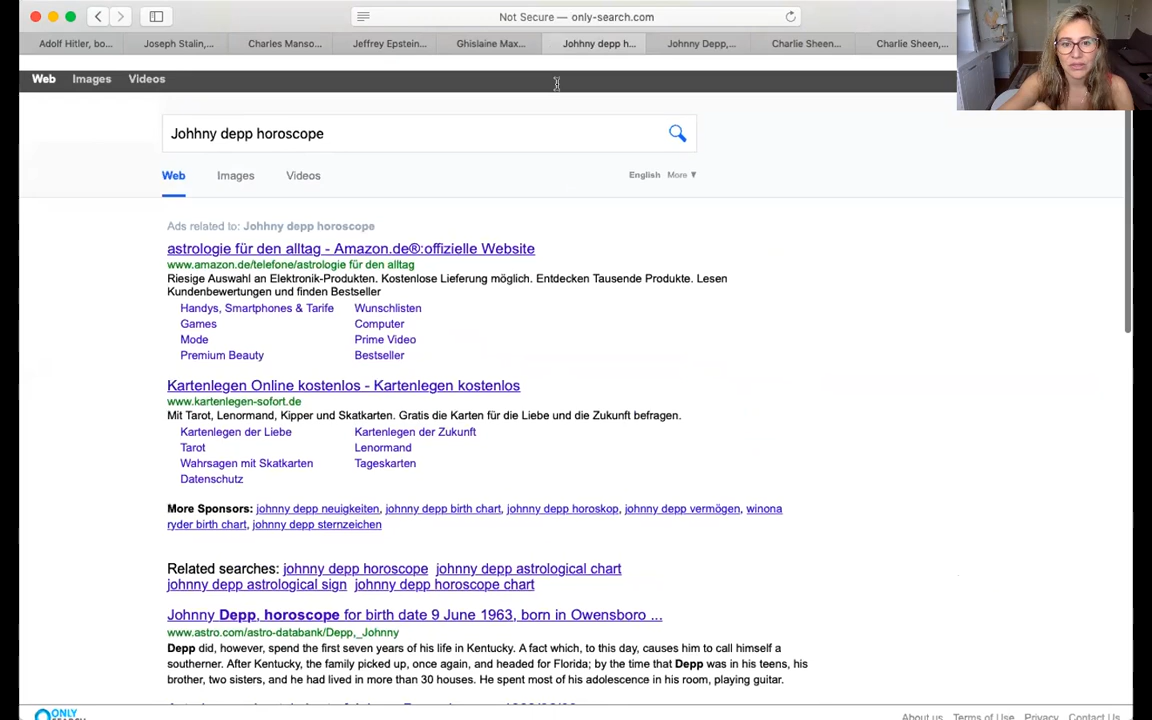 Not Secure — only-search.com
Adolf Hitler, bo...
Joseph Stalin,...
Charles Manso...
Jeffrey Epstein...
Ghislaine Max...
Johhny depp h...
Johnny Depp,...
Charlie Sheen...
Charlie Sheen,...
Web Images Videos
Johhny depp horoscope
Web Images Videos English More ▼
Ads related to: Johhny depp horoscope
astrologie für den alltag - Amazon.de®:offizielle Website
www.amazon.de/telefone/astrologie für den alltag
Riesige Auswahl an Elektronik-Produkten. Kostenlose Lieferung möglich. Entdecken Tausende Produkte. Lesen
Kundenbewertungen und finden Bestseller
Handys, Smartphones & Tarife Wunschlisten
Games Computer
Mode Prime Video
Premium Beauty Bestseller
Kartenlegen Online kostenlos - Kartenlegen kostenlos
www.kartenlegen-sofort.de
Mit Tarot, Lenormand, Kipper und Skatkarten. Gratis die Karten für die Liebe und die Zukunft befragen.
Kartenlegen der Liebe Kartenlegen der Zukunft
Tarot Lenormand
Wahrsagen mit Skatkarten Tageskarten
Datenschutz
More Sponsors: johnny depp neuigkeiten, johnny depp birth chart, johnny depp horoskop, johnny depp vermögen, winona
ryder birth chart, johnny depp sternzeichen
Related searches: johnny depp horoscope johnny depp astrological chart
johnny depp astrological sign johnny depp horoscope chart
Johnny Depp, horoscope for birth date 9 June 1963, born in Owensboro ...
www.astro.com/astro-databank/Depp,_Johnny
Depp did, however, spend the first seven years of his life in Kentucky. A fact which, to this day, causes him to call himself a
southerner. After Kentucky, the family picked up, once again, and headed for Florida; by the time that Depp was in his teens, his
brother, two sisters, and he had lived in more than 30 houses. He spent most of his adolescence in his room, playing guitar.
ONLY
About us Terms of Use Privacy Contact Us